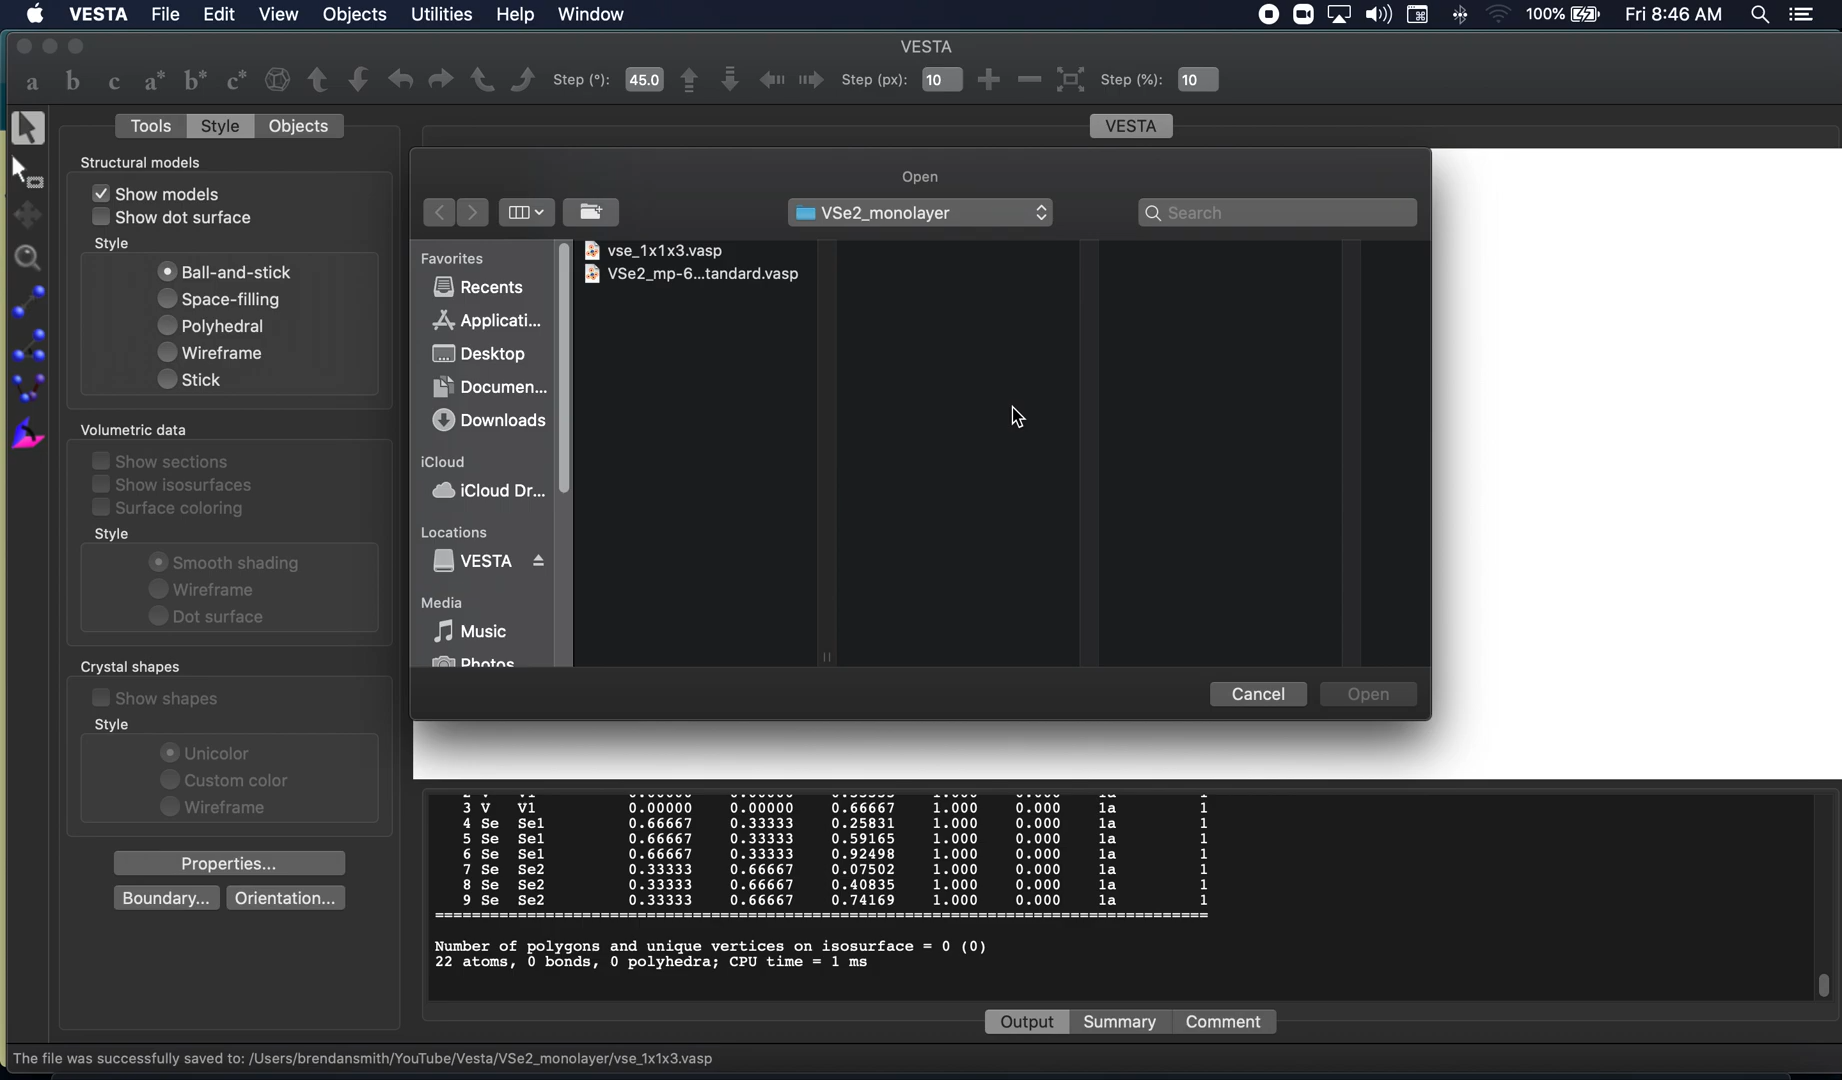 VESTA File Edit View Objects Utilities Help Window 100% Fri 8:46 AM
VESTA
a b c a* b* c* Step (°): 45.0 Step (px): 10 Step (%): 10
Tools Style Objects VESTA
Structural models
Show models
Show dot surface
Style
Ball-and-stick
Space-filling
Polyhedral
Wireframe
Stick
Volumetric data
Show sections
Show isosurfaces
Surface coloring
Style
Smooth shading
Wireframe
Dot surface
Crystal shapes
Show shapes
Style
Unicolor
Custom color
Wireframe
Properties...
Boundary... Orientation...
Open
VSe2_monolayer Search
Favorites
Recents
Applicati...
Desktop
Documen...
Downloads
iCloud
iCloud Dr...
Locations
VESTA
Media
Music
Photos
vse_1x1x3.vasp
VSe2_mp-6...tandard.vasp
Cancel Open
3 V V1 0.00000 0.00000 0.66667 1.000 0.000 1a 1
4 Se Se1 0.66667 0.33333 0.25831 1.000 0.000 1a 1
5 Se Se1 0.66667 0.33333 0.59165 1.000 0.000 1a 1
6 Se Se1 0.66667 0.33333 0.92498 1.000 0.000 1a 1
7 Se Se2 0.33333 0.66667 0.07502 1.000 0.000 1a 1
8 Se Se2 0.33333 0.66667 0.40835 1.000 0.000 1a 1
9 Se Se2 0.33333 0.66667 0.74169 1.000 0.000 1a 1
====================================================================================
Number of polygons and unique vertices on isosurface = 0 (0)
22 atoms, 0 bonds, 0 polyhedra; CPU time = 1 ms
Output Summary Comment
The file was successfully saved to: /Users/brendansmith/YouTube/Vesta/VSe2_monolayer/vse_1x1x3.vasp